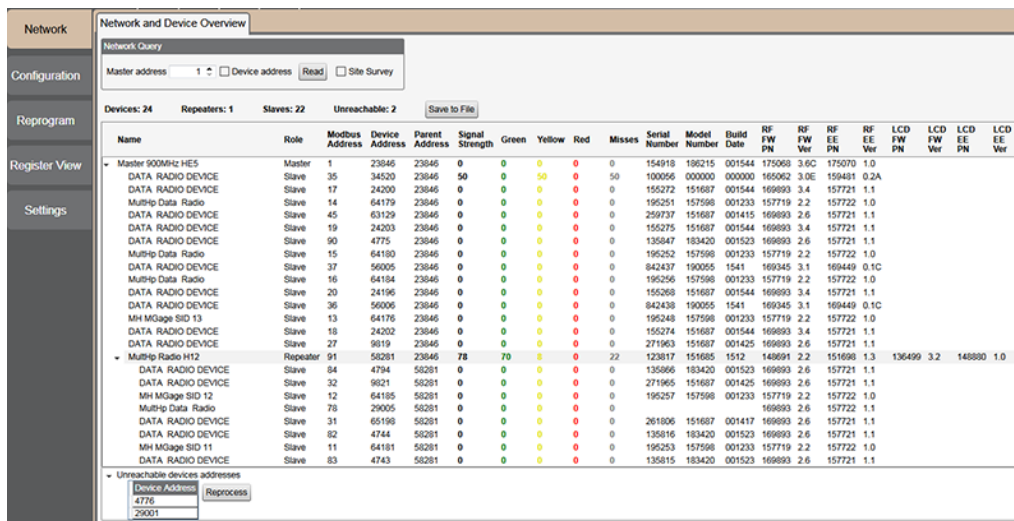 Network
Configuration
Reprogram
Register View
Settings
Network and Device Overview
Network Query
Master address 1 Device address Read Site Survey
Devices: 24 Repeaters: 1 Slaves: 22 Unreachable: 2 Save to File
Name Role Modbus Address Device Address Parent Address Signal Strength Green Yellow Red Misses Serial Number Model Number Build Date RF FW PN RF FW Ver RF EE PN RF EE Ver LCD FW PN LCD FW Ver LCD EE PN LCD EE Ver
Master 900MHz HE5 Master 1 23846 0 0 0 0 0 154918 186215 001544 175068 3.6C 175070 1.0
DATA RADIO DEVICE Slave 35 34520 23846 50 0 50 0 50 100056 000000 000000 165062 3.0E 159481 0.2A
DATA RADIO DEVICE Slave 17 24200 23846 0 0 0 0 0 155272 151687 001544 169893 3.4 157721 1.1
MultHp Data Radio Slave 14 64179 23846 0 0 0 0 0 195251 157598 001233 157719 2.2 157722 1.0
DATA RADIO DEVICE Slave 45 63129 23846 0 0 0 0 0 259737 151687 001415 169893 2.6 157721 1.1
DATA RADIO DEVICE Slave 19 24203 23846 0 0 0 0 0 155275 151687 001544 169893 3.4 157721 1.1
DATA RADIO DEVICE Slave 90 4775 23846 0 0 0 0 0 135847 183420 001523 169893 2.6 157721 1.1
MultHp Data Radio Slave 15 64180 23846 0 0 0 0 0 195252 157598 001233 157719 2.2 157722 1.0
DATA RADIO DEVICE Slave 37 56005 23846 0 0 0 0 0 842437 190055 1541 169345 3.1 169449 0.1C
MultHp Data Radio Slave 16 64184 23846 0 0 0 0 0 195256 157598 001233 157719 2.2 157722 1.0
DATA RADIO DEVICE Slave 20 24196 23846 0 0 0 0 0 155268 151687 001544 169893 3.4 157721 1.1
DATA RADIO DEVICE Slave 36 56006 23846 0 0 0 0 0 842438 190055 1541 169345 3.1 169449 0.1C
MH MGage SID 13 Slave 13 64176 23846 0 0 0 0 0 195248 157598 001233 157719 2.2 157722 1.0
DATA RADIO DEVICE Slave 18 24202 23846 0 0 0 0 0 155274 151687 001544 169893 3.4 157721 1.1
DATA RADIO DEVICE Slave 27 9819 23846 0 0 0 0 0 271963 151687 001425 169893 2.6 157721 1.1
MultHp Radio H12 Repeater 91 58281 23846 78 70 8 0 22 123817 151685 1512 148691 2.2 151698 1.3 136499 3.2 148880 1.0
DATA RADIO DEVICE Slave 84 4794 58281 0 0 0 0 0 135866 183420 001523 169893 2.6 157721 1.1
DATA RADIO DEVICE Slave 32 9821 58281 0 0 0 0 0 271965 151687 001425 169893 2.6 157721 1.1
MH MGage SID 12 Slave 12 64185 58281 0 0 0 0 0 195257 157598 001233 157719 2.2 157722 1.0
MultHp Data Radio Slave 78 29005 58281 0 0 0 0 0 169893 2.6 157722 1.1
DATA RADIO DEVICE Slave 31 65198 58281 0 0 0 0 0 261806 151687 001417 169893 2.6 157721 1.1
DATA RADIO DEVICE Slave 82 4744 58281 0 0 0 0 0 135816 183420 001523 169893 2.6 157721 1.1
MH MGage SID 11 Slave 11 64181 58281 0 0 0 0 0 195253 157598 001233 157719 2.2 157722 1.0
DATA RADIO DEVICE Slave 83 4743 58281 0 0 0 0 0 135815 183420 001523 169893 2.6 157721 1.1
Unreachable devices addresses
Device Address Reprocess
4776
29001